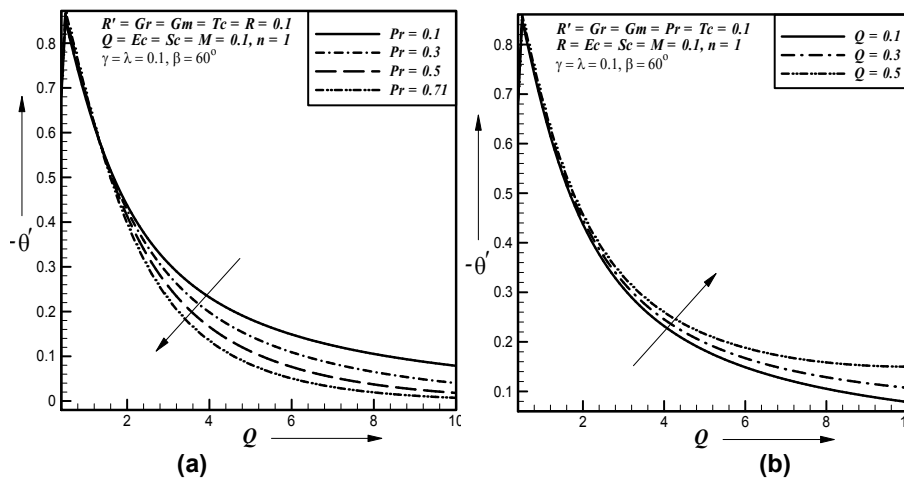 R' = Gr = Gm = Tc = R = 0.1
Q = Ec = Sc = M = 0.1, n = 1
γ = λ = 0.1, β = 60°
Pr = 0.1
Pr = 0.3
Pr = 0.5
Pr = 0.71
0.8
0.7
0.6
0.5
0.4
0.3
0.2
0.1
0
-θ'
2
4
6
8
10
Q
(a)
R' = Gr = Gm = Pr = Tc = 0.1
R = Ec = Sc = M = 0.1, n = 1
γ = λ = 0.1, β = 60°
Q = 0.1
Q = 0.3
Q = 0.5
0.8
0.7
0.6
0.5
0.4
0.3
0.2
0.1
-θ'
2
4
6
8
10
Q
(b)